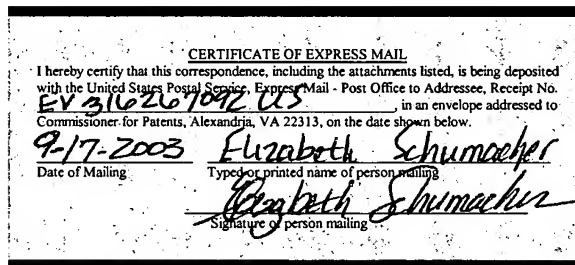 CERTIFICATE OF EXPRESS MAIL
I hereby certify that this correspondence, including the attachments listed, is being deposited
with the United States Postal Service, Express Mail - Post Office to Addressee, Receipt No.
EV 316267092 US, in an envelope addressed to
Commissioner for Patents, Alexandria, VA 22313, on the date shown below.
9-17-2003 Elizabeth Schumacher
Date of Mailing Typed or printed name of person mailing
Elizabeth Schumacher
Signature of person mailing